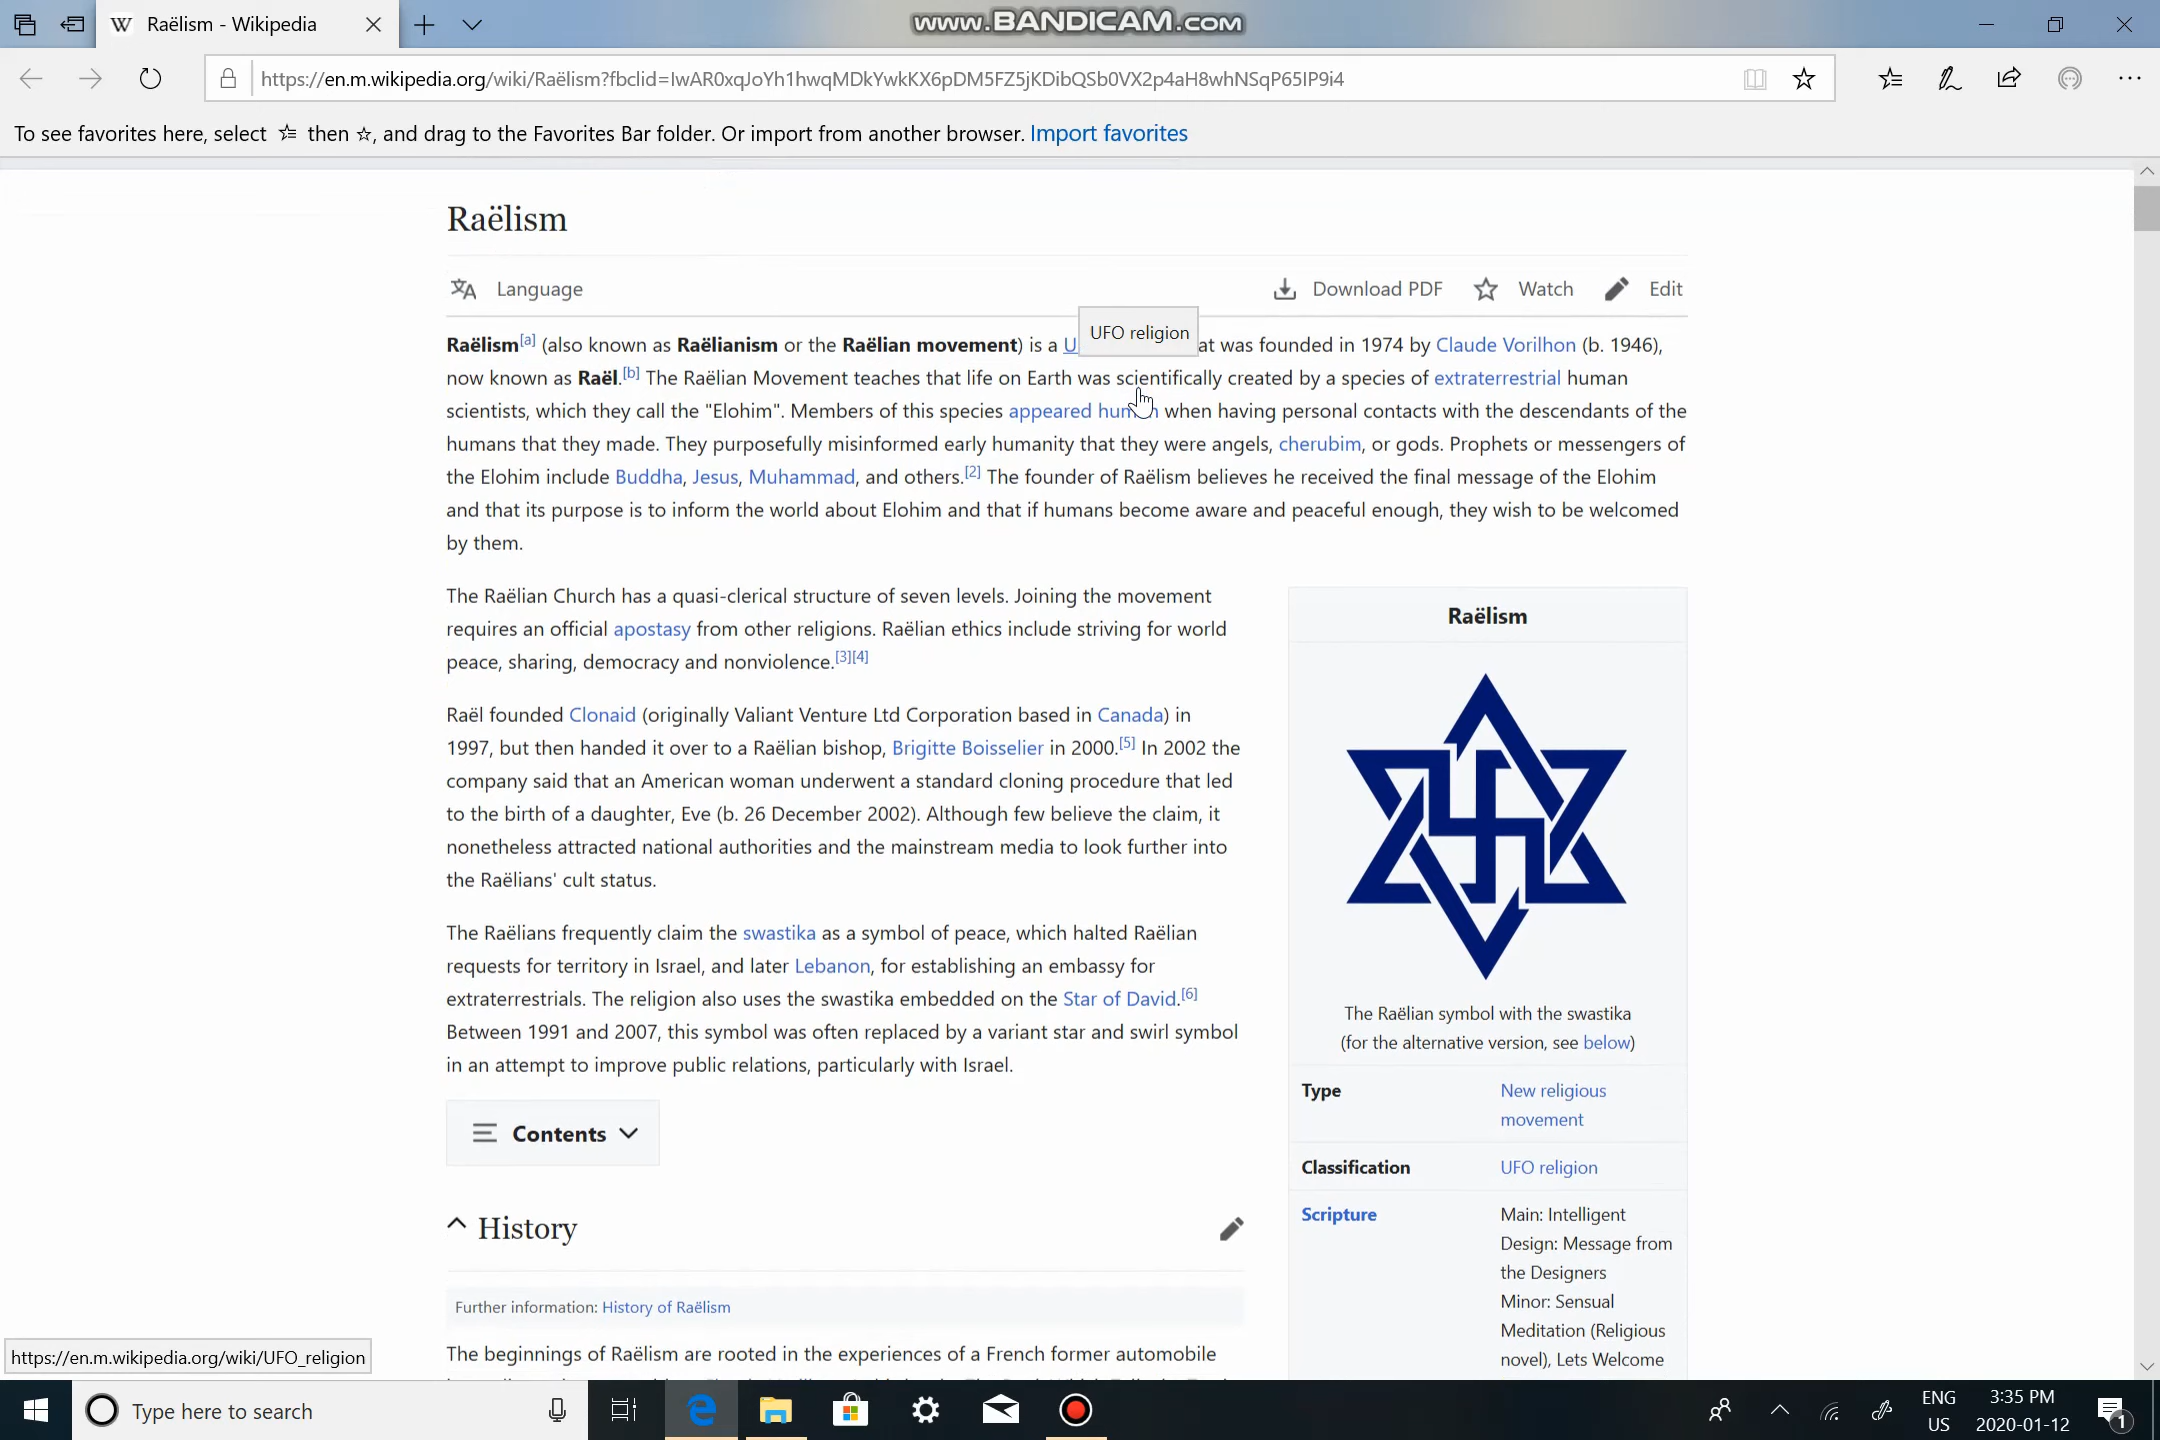 Raëlism - Wikipedia
www.BANDICAM.com
https://en.m.wikipedia.org/wiki/Raëlism?fbclid=IwAR0xqJoYh1hwqMDkYwkKX6pDM5FZ5jKDibQSb0VX2p4aH8whNSqP65IP9i4
To see favorites here, select then ☆, and drag to the Favorites Bar folder. Or import from another browser. Import favorites
Raëlism
Language
Download PDF
Watch
Edit
UFO religion
Raëlism[a] (also known as Raëlianism or the Raëlian movement) is a U at was founded in 1974 by Claude Vorilhon (b. 1946),
now known as Raël.[b] The Raëlian Movement teaches that life on Earth was scientifically created by a species of extraterrestrial human
scientists, which they call the "Elohim". Members of this species appeared human when having personal contacts with the descendants of the
humans that they made. They purposefully misinformed early humanity that they were angels, cherubim, or gods. Prophets or messengers of
the Elohim include Buddha, Jesus, Muhammad, and others.[2] The founder of Raëlism believes he received the final message of the Elohim
and that its purpose is to inform the world about Elohim and that if humans become aware and peaceful enough, they wish to be welcomed
by them.
The Raëlian Church has a quasi-clerical structure of seven levels. Joining the movement
requires an official apostasy from other religions. Raëlian ethics include striving for world
peace, sharing, democracy and nonviolence.[3][4]
Raël founded Clonaid (originally Valiant Venture Ltd Corporation based in Canada) in
1997, but then handed it over to a Raëlian bishop, Brigitte Boisselier in 2000.[5] In 2002 the
company said that an American woman underwent a standard cloning procedure that led
to the birth of a daughter, Eve (b. 26 December 2002). Although few believe the claim, it
nonetheless attracted national authorities and the mainstream media to look further into
the Raëlians' cult status.
The Raëlians frequently claim the swastika as a symbol of peace, which halted Raëlian
requests for territory in Israel, and later Lebanon, for establishing an embassy for
extraterrestrials. The religion also uses the swastika embedded on the Star of David.[6]
Between 1991 and 2007, this symbol was often replaced by a variant star and swirl symbol
in an attempt to improve public relations, particularly with Israel.
Raëlism
The Raëlian symbol with the swastika
(for the alternative version, see below)
Type
New religious
movement
Classification
UFO religion
Scripture
Main: Intelligent
Design: Message from
the Designers
Minor: Sensual
Meditation (Religious
novel), Lets Welcome
Contents
History
Further information: History of Raëlism
The beginnings of Raëlism are rooted in the experiences of a French former automobile
https://en.m.wikipedia.org/wiki/UFO_religion
Type here to search
ENG
US
3:35 PM
2020-01-12
1